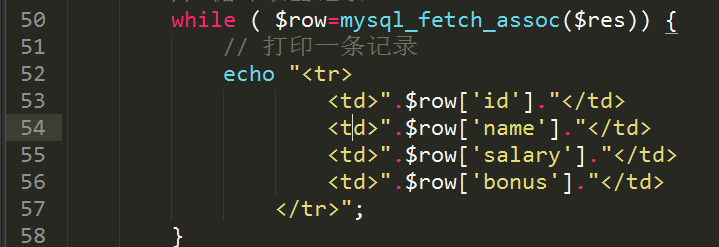 50 while ( $row=mysql_fetch_assoc($res)) {
51 // 打印一条记录
52 echo "<tr>
53 <td>".$row['id']."</td>
54 <td>".$row['name']."</td>
55 <td>".$row['salary']."</td>
56 <td>".$row['bonus']."</td>
57 </tr>";
58 }